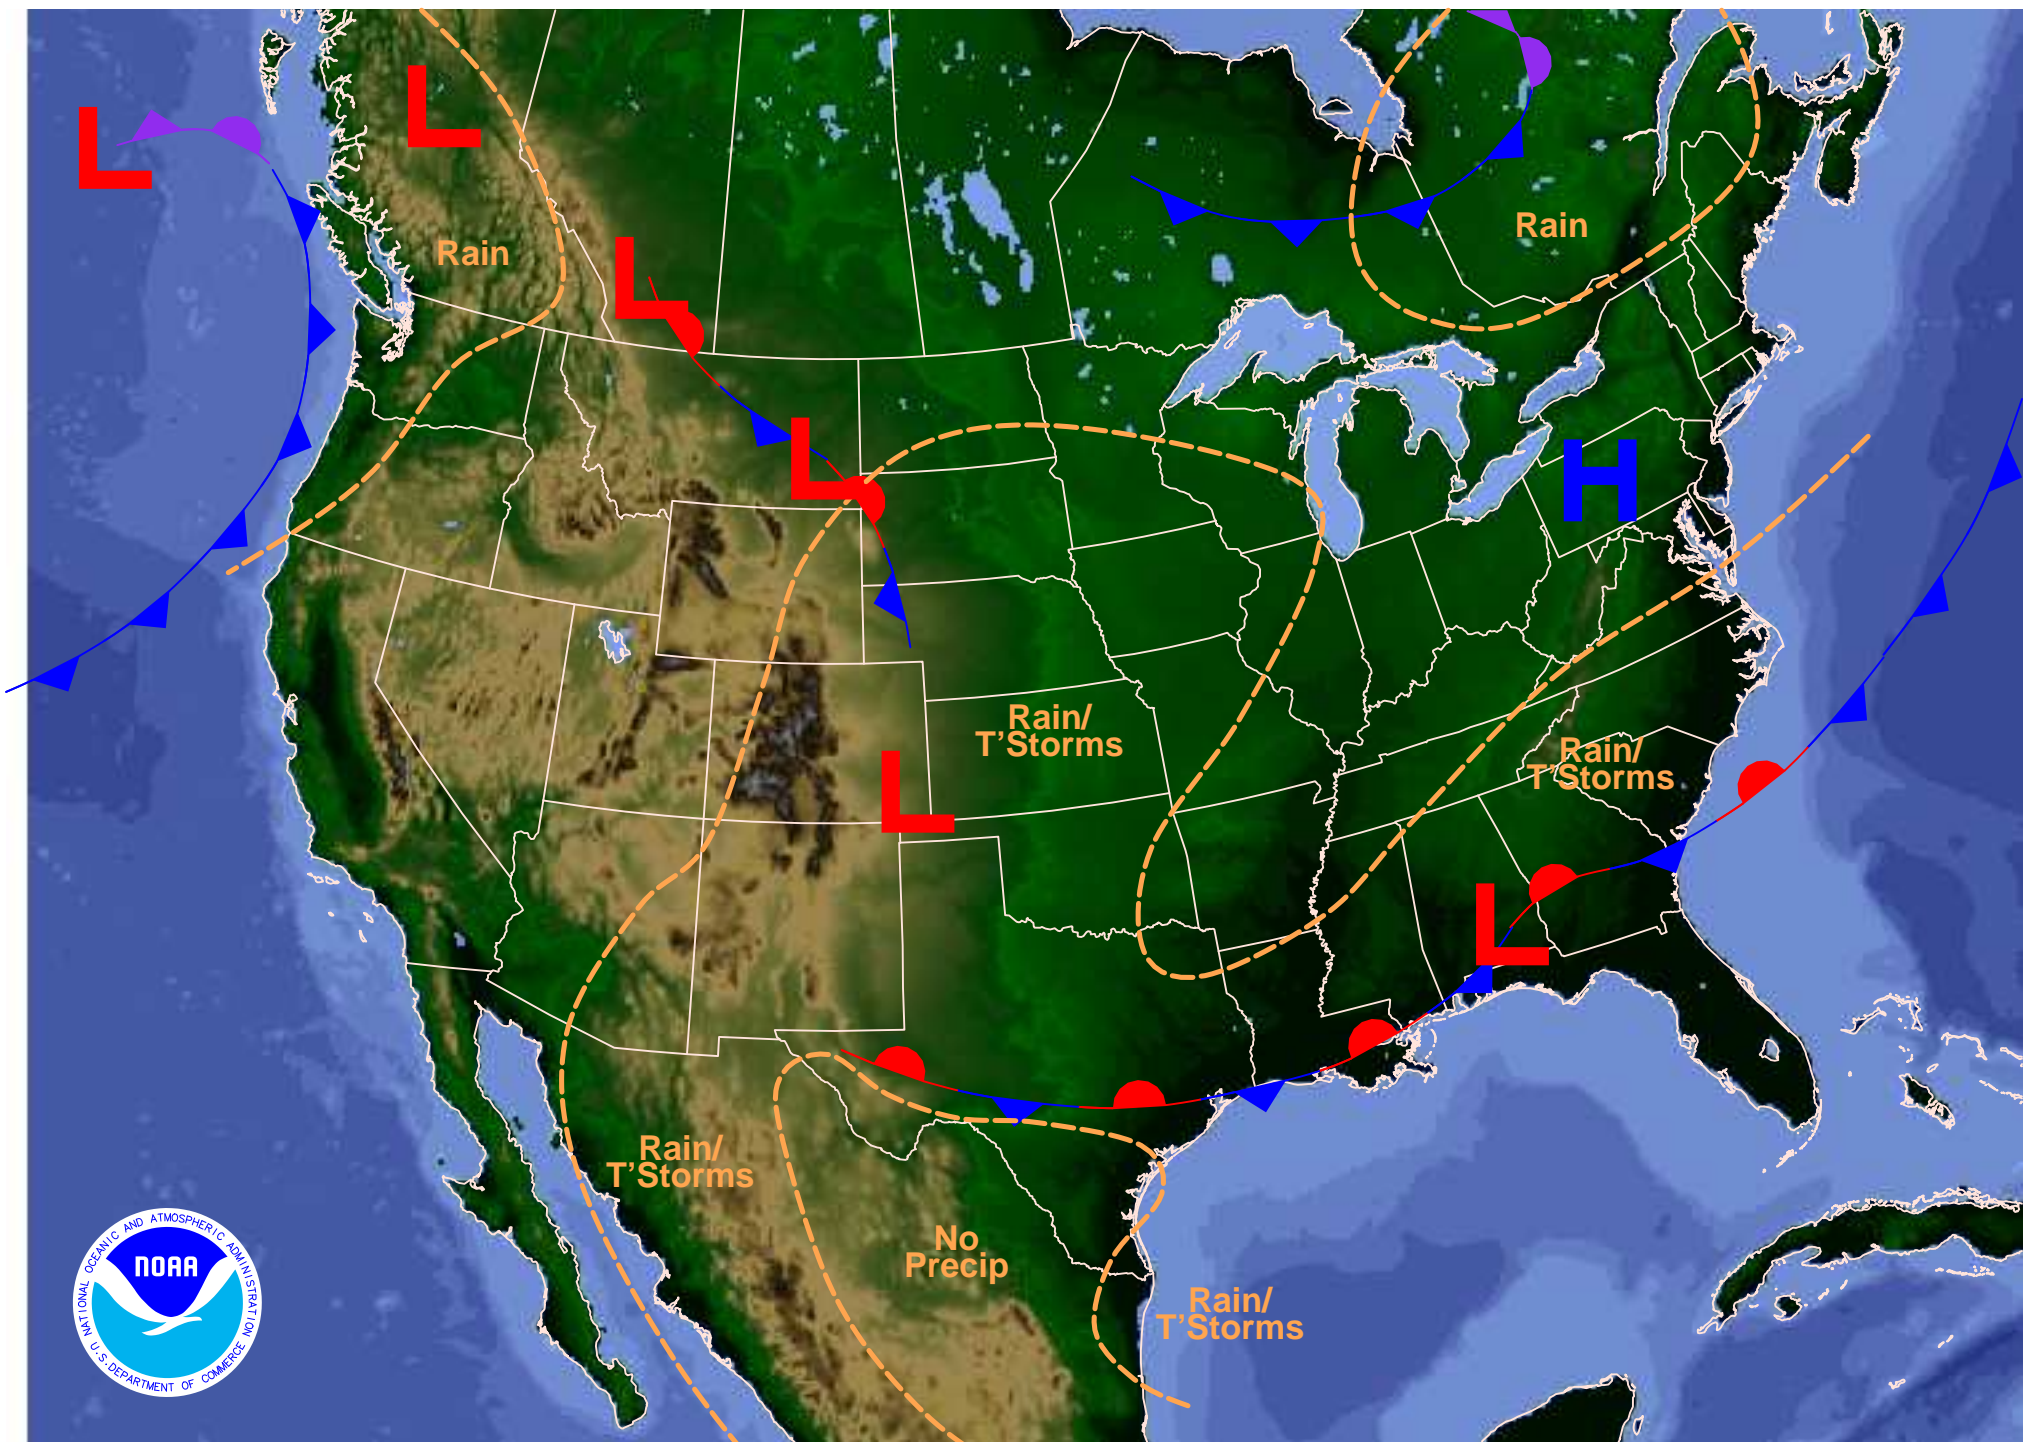 L
L
Rain
L
Rain
L
H
Rain/
T'Storms
L
Rain/
T'Storms
L
Rain/
T'Storms
No
Precip
Rain/
T'Storms
NATIONAL OCEANIC AND ATMOSPHERIC ADMINISTRATION
NOAA
U.S. DEPARTMENT OF COMMERCE